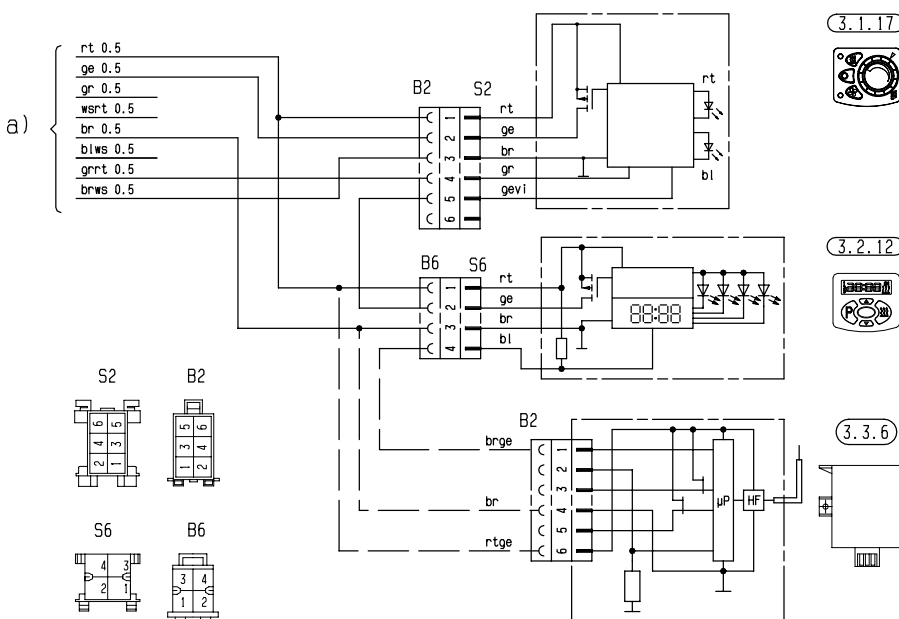 a)
rt 0.5
ge 0.5
gr 0.5
wsrt 0.5
br 0.5
blws 0.5
grrt 0.5
brws 0.5
B2 S2
1 rt
2 ge
3 br
4 gr
5 gevi
6
rt
bl
3.1.17
B6 S6
1 rt
2 ge
3 br
4 bl
88:88
3.2.12
88:88
P
B2
brge 1
2
3
br 4
5
rtge 6
µP
HF
3.3.6
S2 B2
6 5
4 3
2 1
5 6
3 4
1 2
S6 B6
4 3
2 1
3 4
1 2